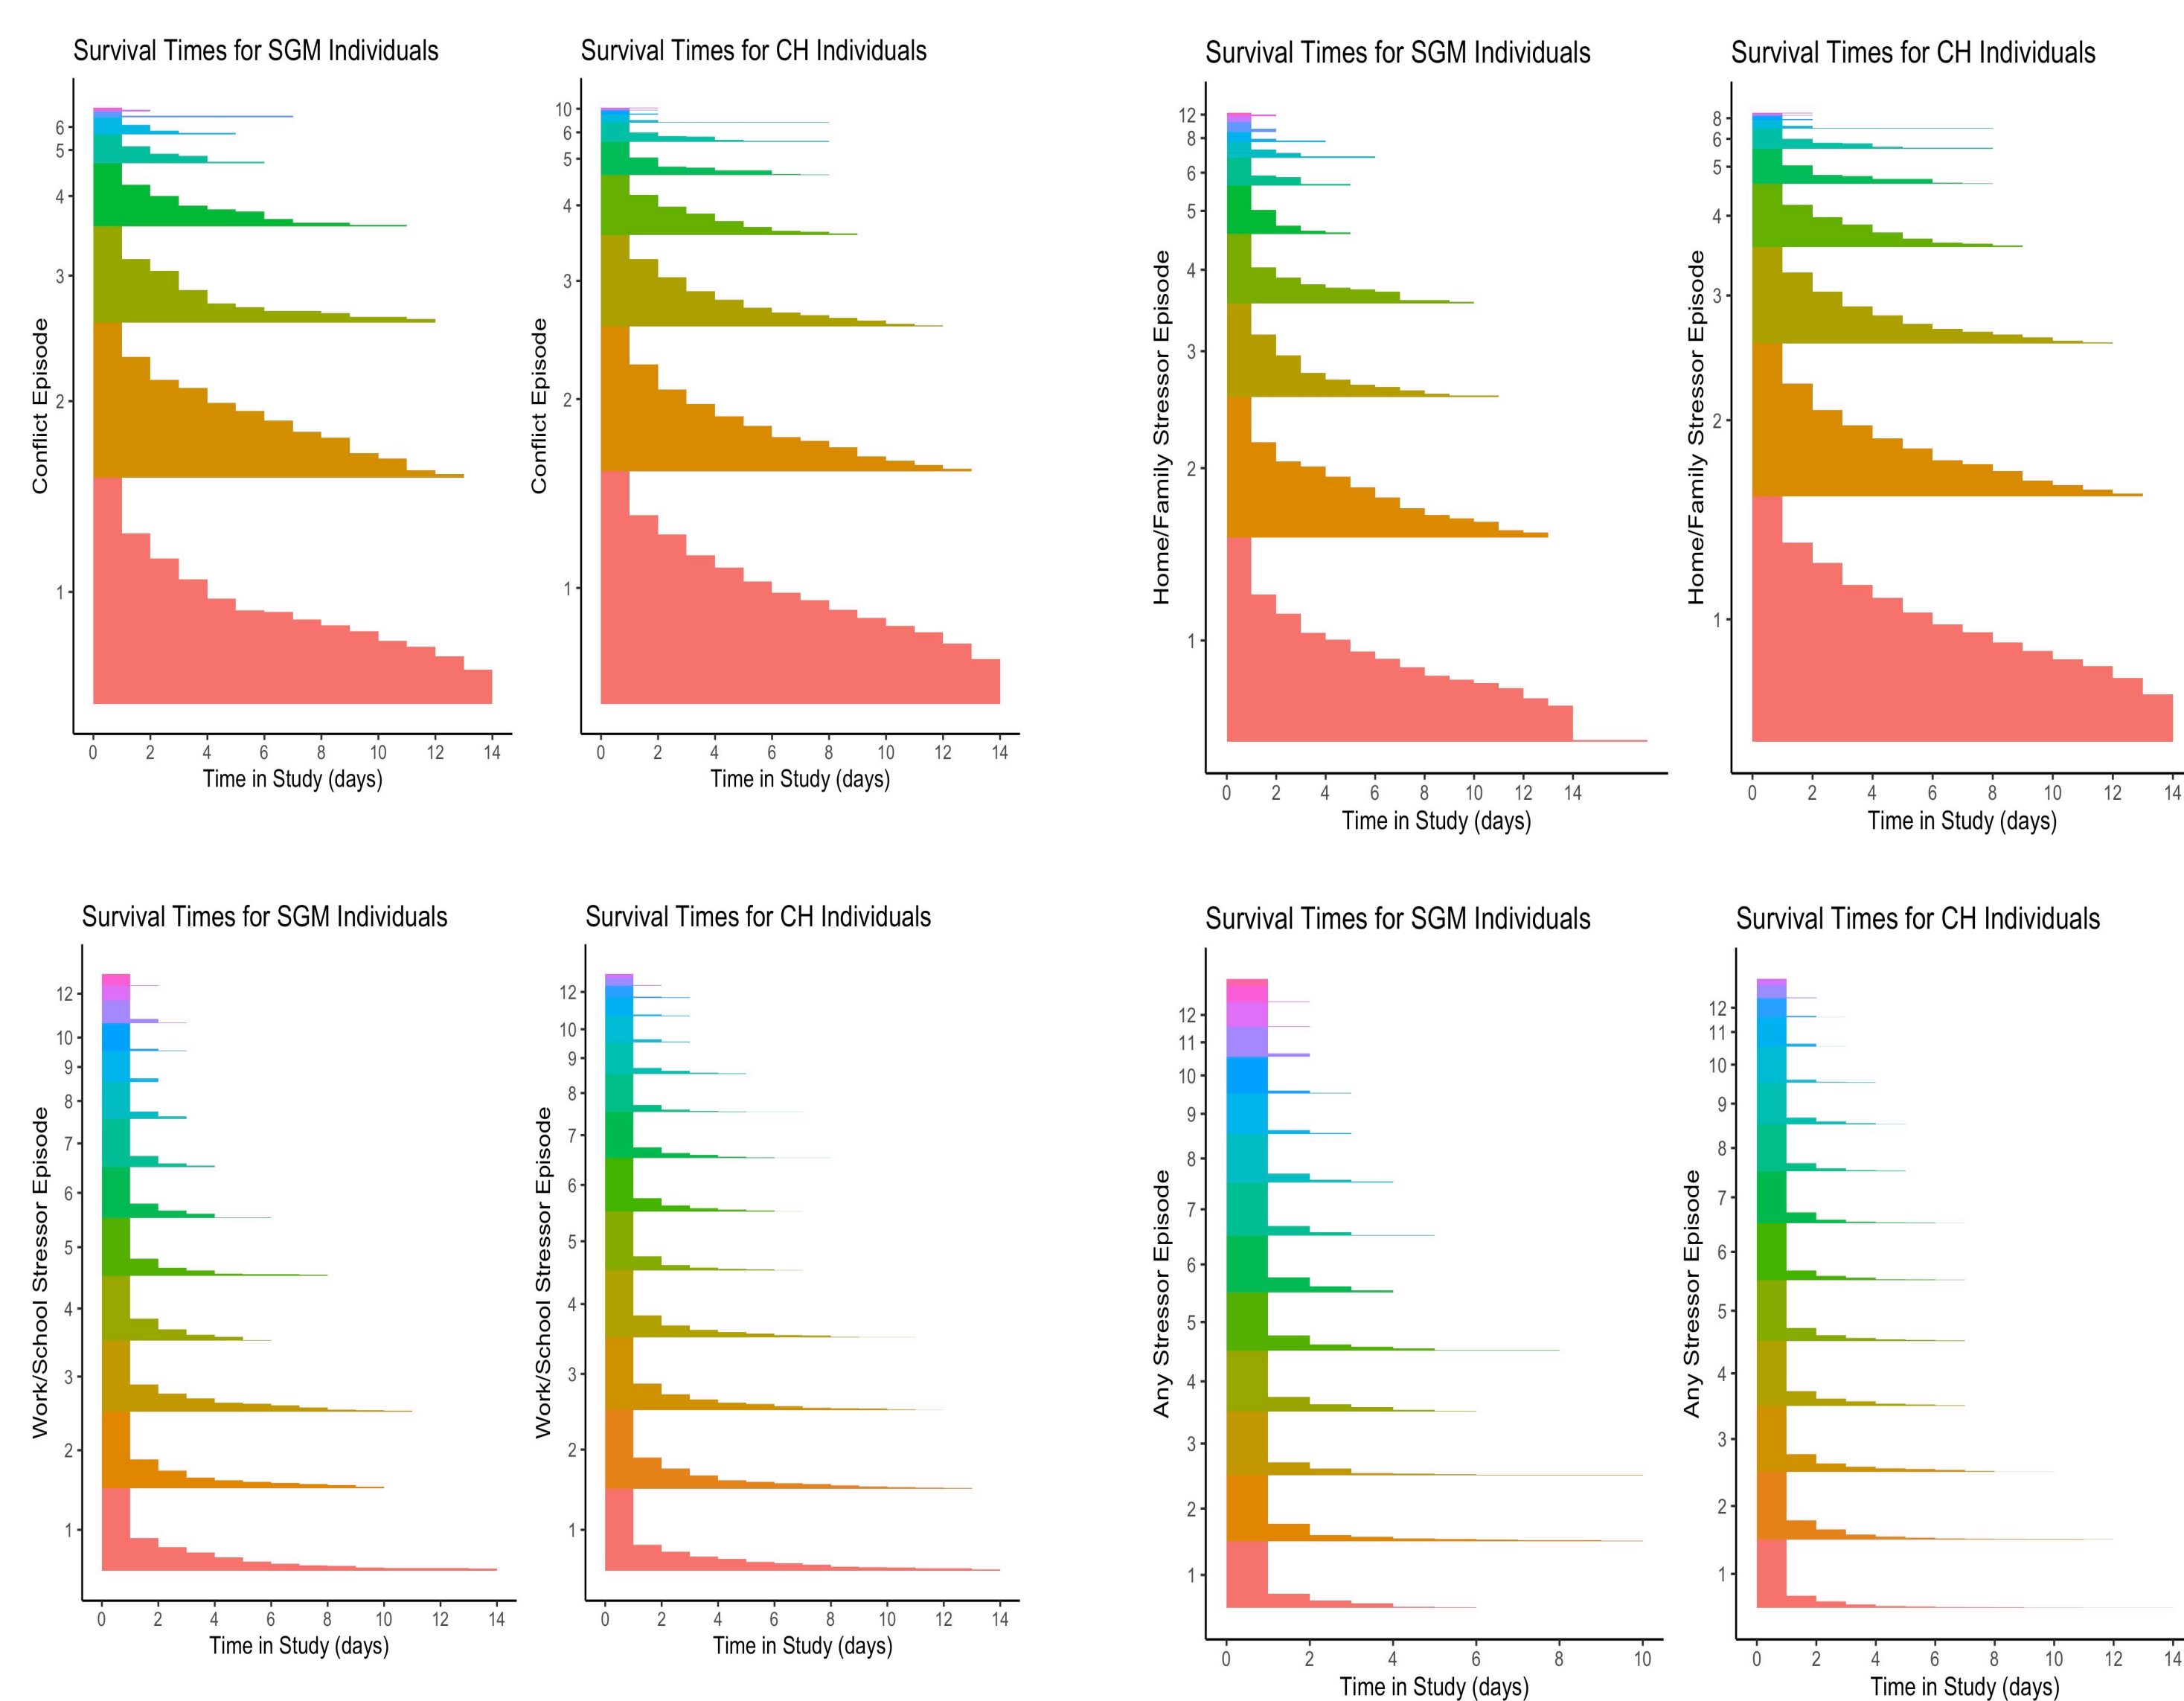 Survival Times for SGM Individuals
Conflict Episode
6
5
4
3
2
1
0 2 4 6 8 10 12 14
Time in Study (days)
Survival Times for CH Individuals
Conflict Episode
10
6
5
4
3
2
1
0 2 4 6 8 10 12 14
Time in Study (days)
Survival Times for SGM Individuals
Home/Family Stressor Episode
12
8
6
5
4
3
2
1
0 2 4 6 8 10 12 14
Time in Study (days)
Survival Times for CH Individuals
Home/Family Stressor Episode
8
6
5
4
3
2
1
0 2 4 6 8 10 12 14
Time in Study (days)
Survival Times for SGM Individuals
Work/School Stressor Episode
12
10
9
8
7
6
5
4
3
2
1
0 2 4 6 8 10 12 14
Time in Study (days)
Survival Times for CH Individuals
Work/School Stressor Episode
12
10
9
8
7
6
5
4
3
2
1
0 2 4 6 8 10 12 14
Time in Study (days)
Survival Times for SGM Individuals
Any Stressor Episode
12
11
10
9
8
7
6
5
4
3
2
1
0 2 4 6 8 10
Time in Study (days)
Survival Times for CH Individuals
Any Stressor Episode
12
11
10
9
8
7
6
5
4
3
2
1
0 2 4 6 8 10 12 14
Time in Study (days)